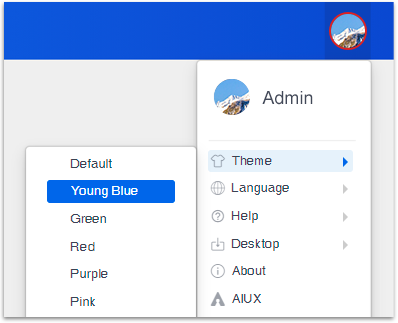 Admin
Theme
Language
Help
Desktop
About
AIUX
Default
Young Blue
Green
Red
Purple
Pink